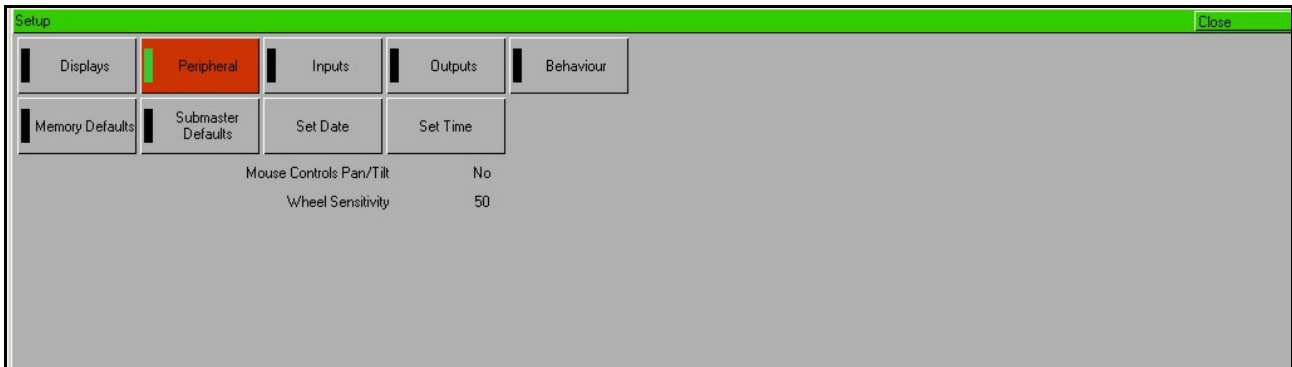 Setup
Close
Displays
Peripheral
Inputs
Outputs
Behaviour
Memory Defaults
Submaster
Defaults
Set Date
Set Time
Mouse Controls Pan/Tilt No
Wheel Sensitivity 50